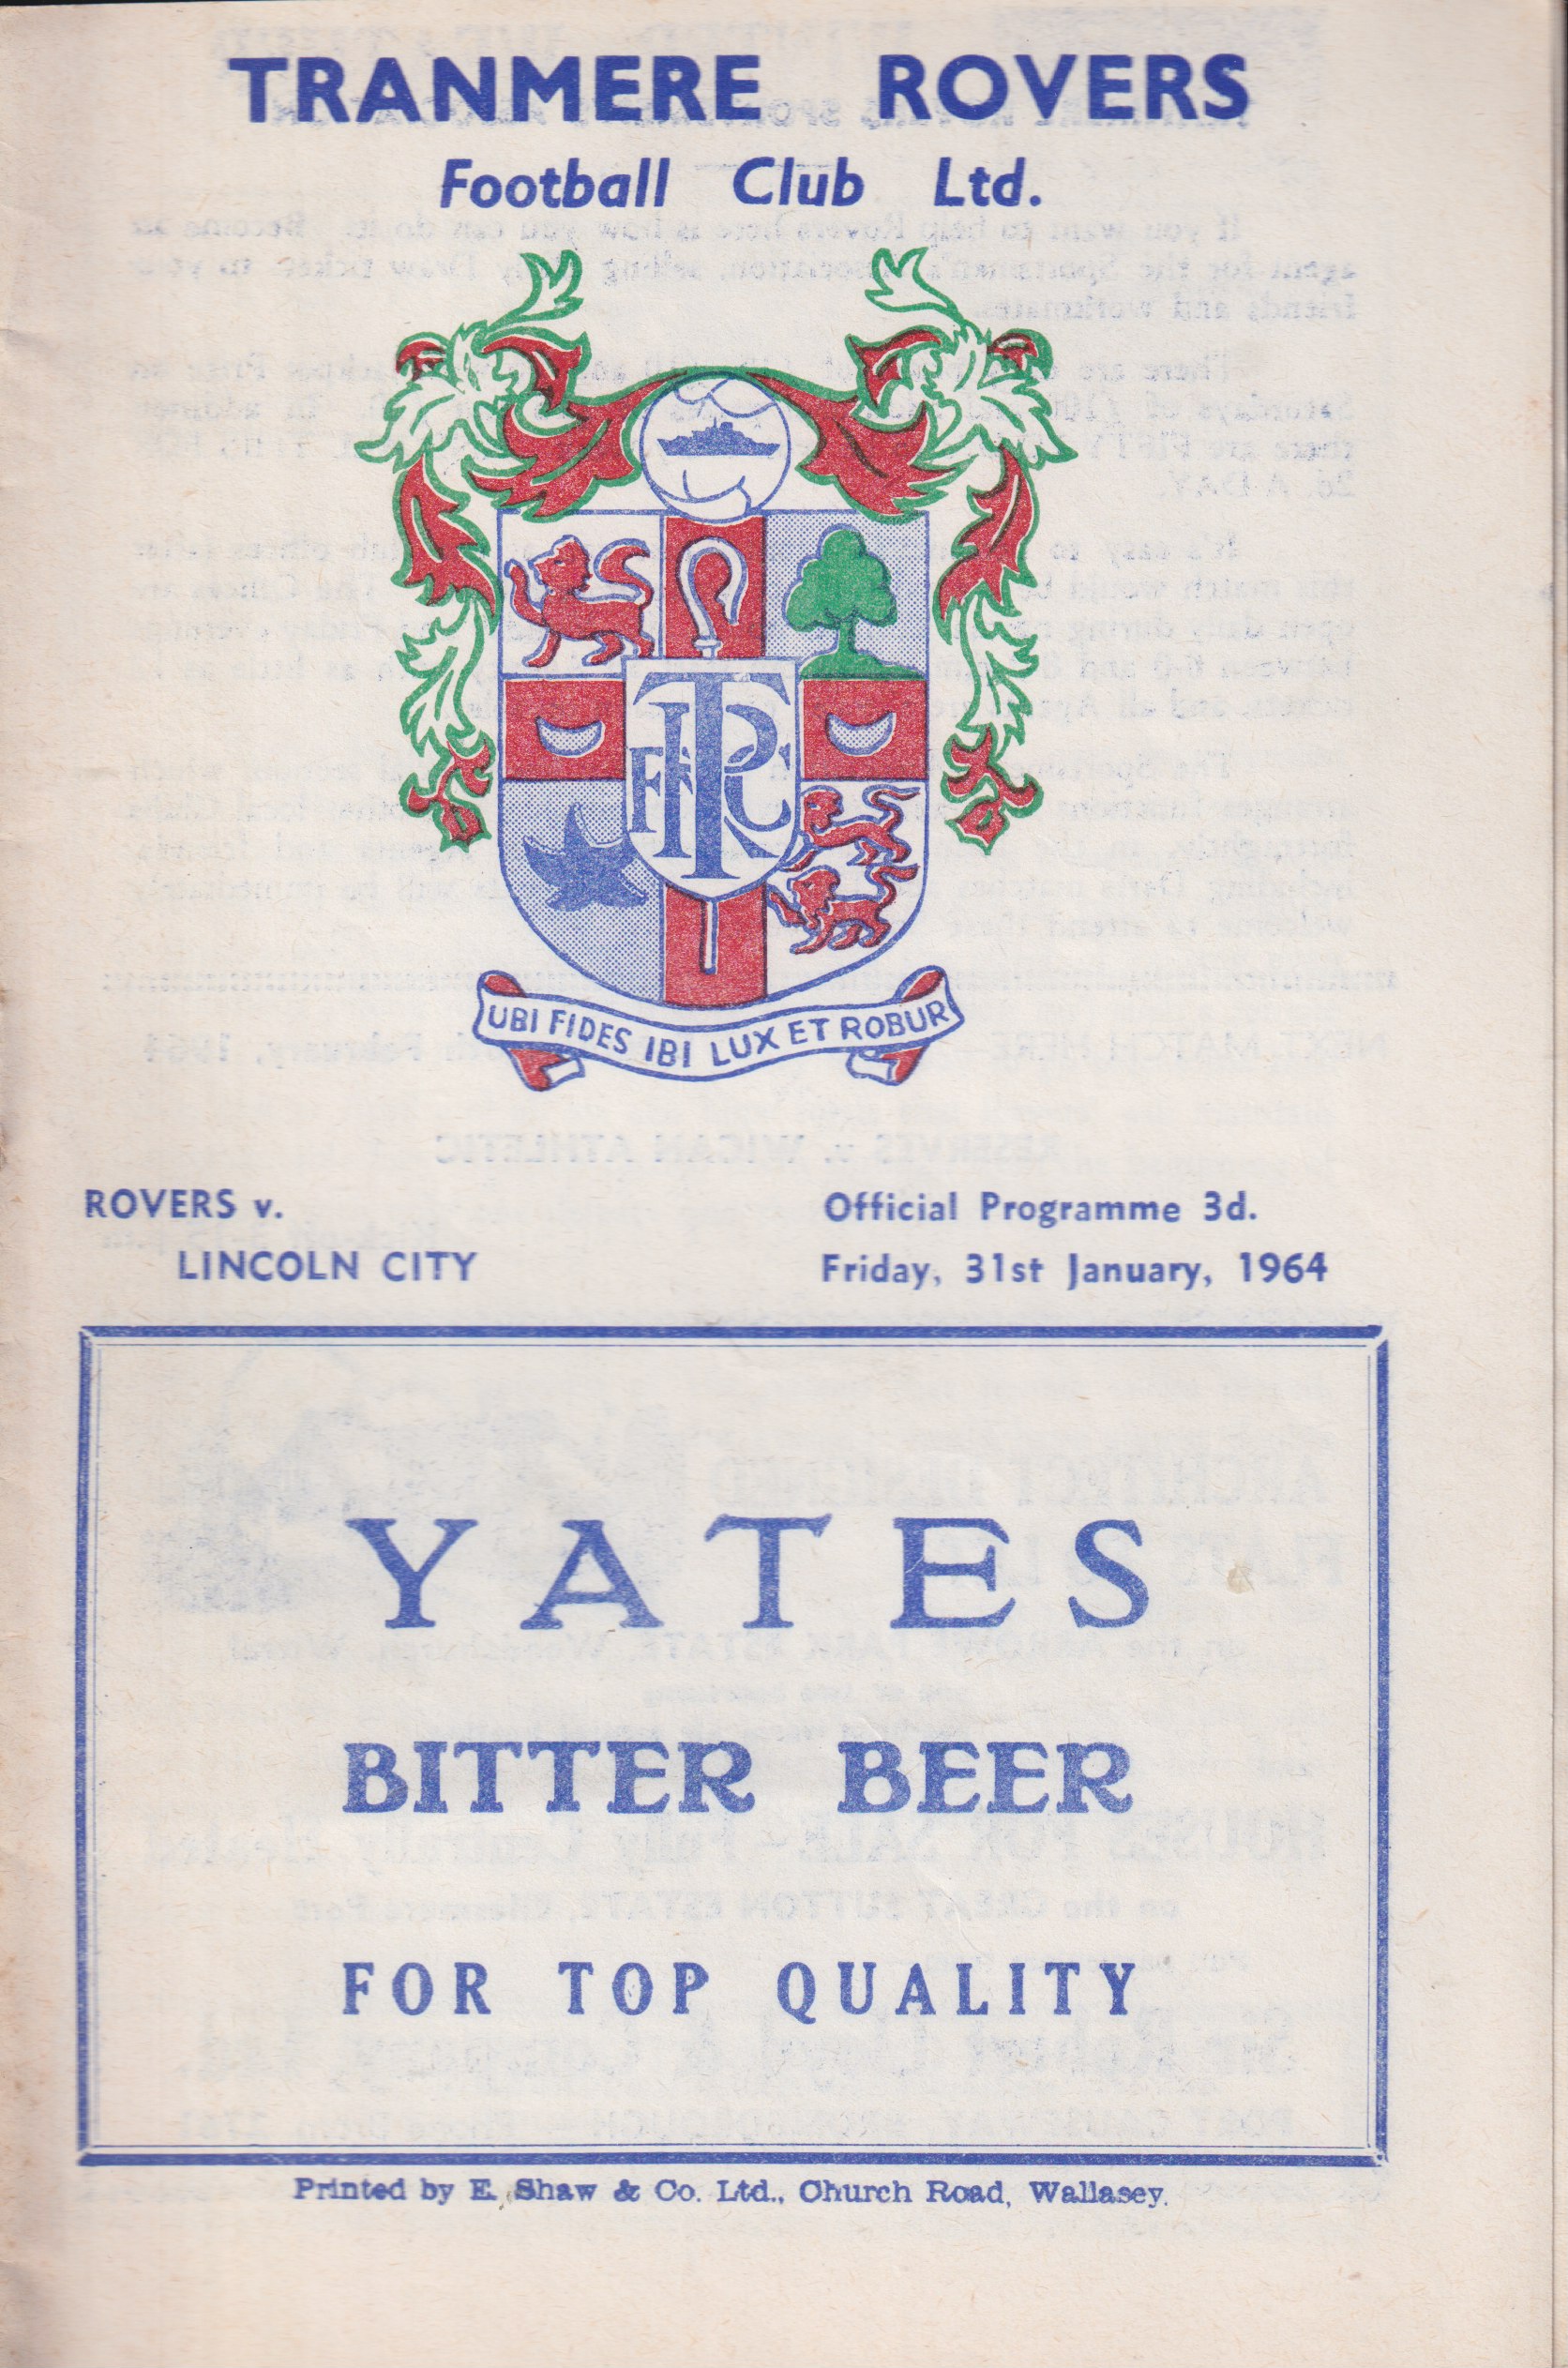 TRANMERE ROVERS
Football Club Ltd.
TRFC
UBI FIDES IBI LUX ET ROBUR
ROVERS v.
LINCOLN CITY
Official Programme 3d.
Friday, 31st January, 1964
YATES
BITTER BEER
FOR TOP QUALITY
Printed by E. Shaw & Co. Ltd., Church Road, Wallasey.